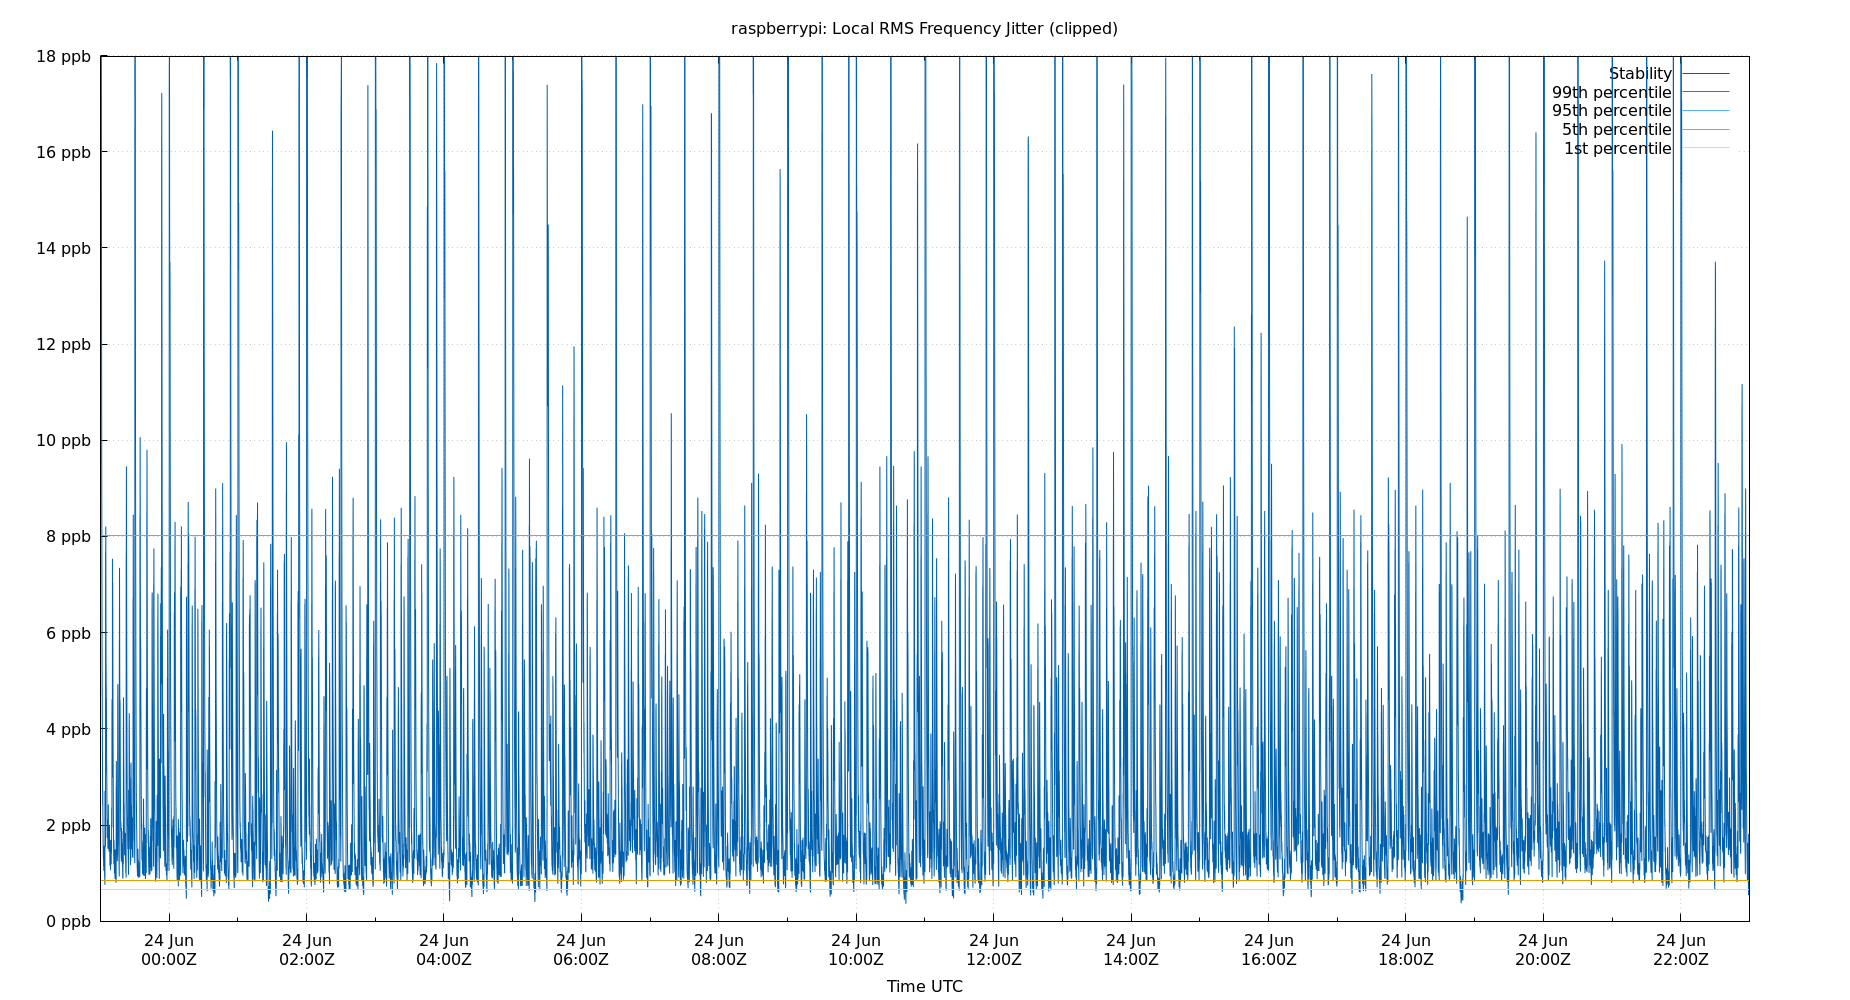 raspberrypi: Local RMS Frequency Jitter (clipped)
18 ppb
16 ppb
14 ppb
12 ppb
10 ppb
8 ppb
6 ppb
4 ppb
2 ppb
0 ppb
Stability
99th percentile
95th percentile
5th percentile
1st percentile
24 Jun 24 Jun 24 Jun 24 Jun 24 Jun 24 Jun 24 Jun 24 Jun 24 Jun 24 Jun 24 Jun 24 Jun
00:00Z 02:00Z 04:00Z 06:00Z 08:00Z 10:00Z 12:00Z 14:00Z 16:00Z 18:00Z 20:00Z 22:00Z
Time UTC